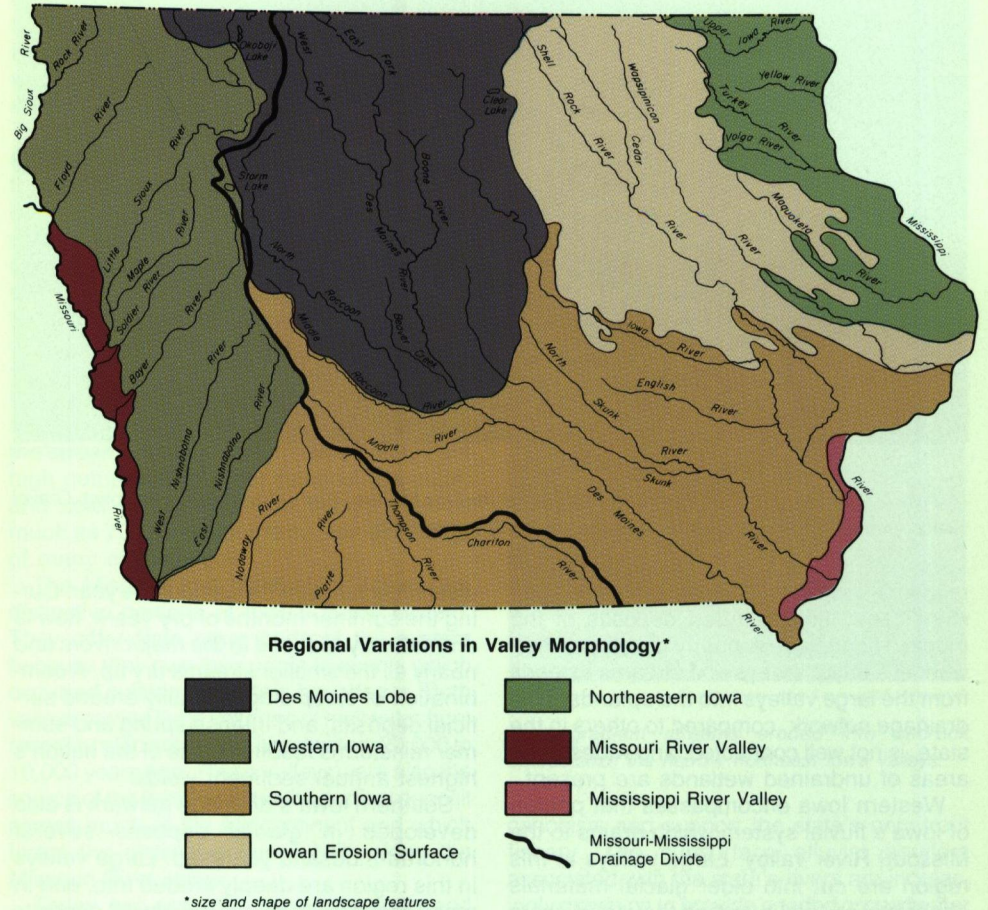 Big Sioux River
Rock River
Floyd River
Okoboji Lake
West Fork
East Fork
Clear Lake
Shell Rock River
Wapsipinicon River
Cedar River
Upper Iowa River
Yellow River
Turkey River
Volga River
Maquoketa River
Mississippi River
Little Sioux River
Maple River
Soldier River
Boyer River
Storm Lake
North Raccoon
Middle Raccoon River
Des Moines River
Boone River
Beaver Creek
Missouri River
West Nishnabotna River
East Nishnabotna River
Iowa River
English River
North Skunk River
Skunk River
Middle River
Des Moines River
Nodaway River
Platte River
Thompson River
Chariton River
Regional Variations in Valley Morphology*
Des Moines Lobe
Western Iowa
Southern Iowa
Iowan Erosion Surface
Northeastern Iowa
Missouri River Valley
Mississippi River Valley
Missouri-Mississippi
Drainage Divide
*size and shape of landscape features